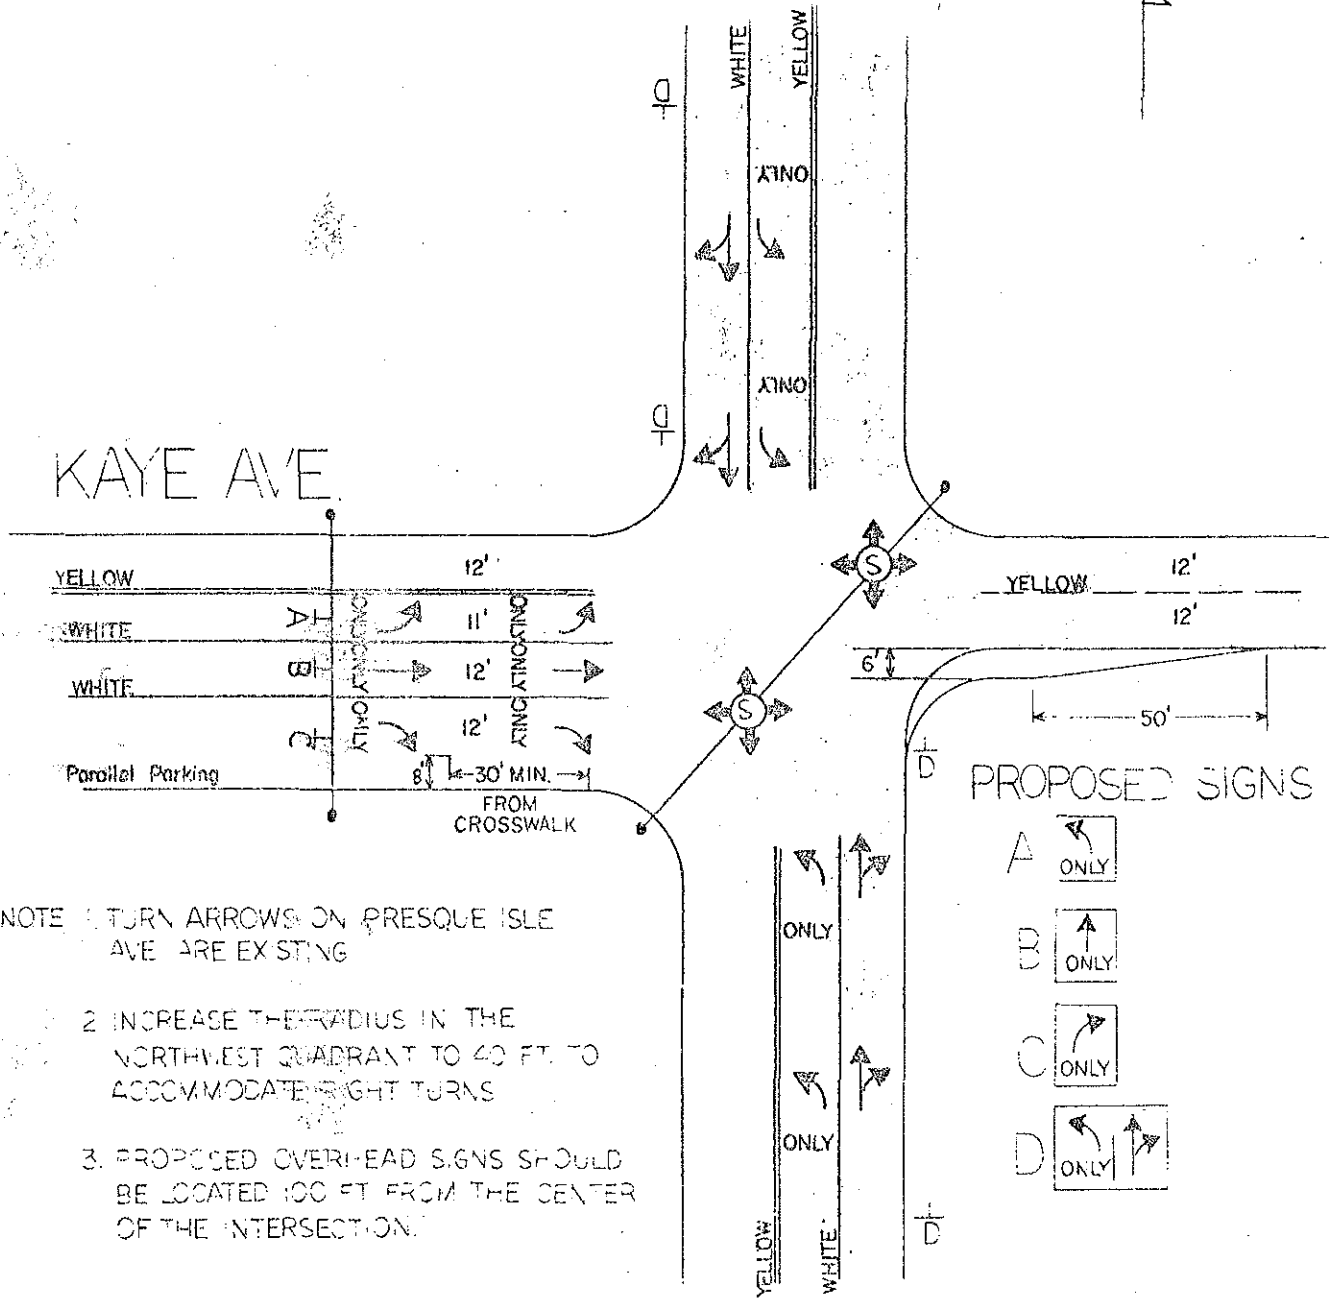 WHITE
YELLOW
D
ONLY
ONLY
D
KAYE AVE.
YELLOW
12'
A
ONLY
11'
ONLY
WHITE
B
ONLY
12'
ONLY
WHITE
C
ONLY
12'
ONLY
Parallel Parking
8'
30' MIN.
FROM
CROSSWALK
S
S
12'
YELLOW
12'
6'
50'
D
PROPOSED SIGNS
A
ONLY
B
ONLY
C
ONLY
D
ONLY
NOTE 1 TURN ARROWS ON PRESQUE ISLE
AVE ARE EXISTING
2 INCREASE THE RADIUS IN THE
NORTHWEST QUADRANT TO 40 FT. TO
ACCOMMODATE RIGHT TURNS
3. PROPOSED OVERHEAD SIGNS SHOULD
BE LOCATED 100 FT FROM THE CENTER
OF THE INTERSECTION.
ONLY
ONLY
D
YELLOW
WHITE